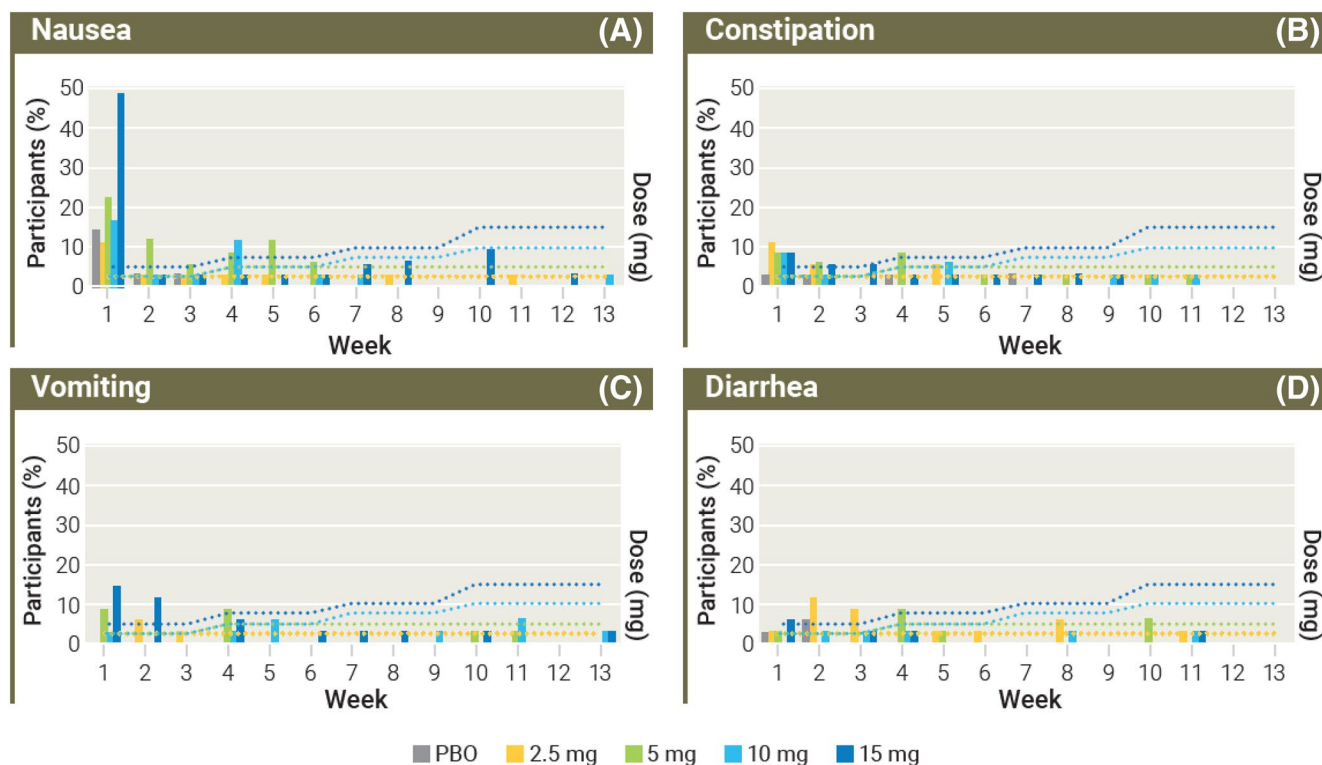 Nausea (A)
Participants (%)
50
40
30
20
10
0
1 2 3 4 5 6 7 8 9 10 11 12 13
Week
Dose (mg)
Constipation (B)
Participants (%)
50
40
30
20
10
0
1 2 3 4 5 6 7 8 9 10 11 12 13
Week
Dose (mg)
Vomiting (C)
Participants (%)
50
40
30
20
10
0
1 2 3 4 5 6 7 8 9 10 11 12 13
Week
Dose (mg)
Diarrhea (D)
Participants (%)
50
40
30
20
10
0
1 2 3 4 5 6 7 8 9 10 11 12 13
Week
Dose (mg)
PBO 2.5 mg 5 mg 10 mg 15 mg